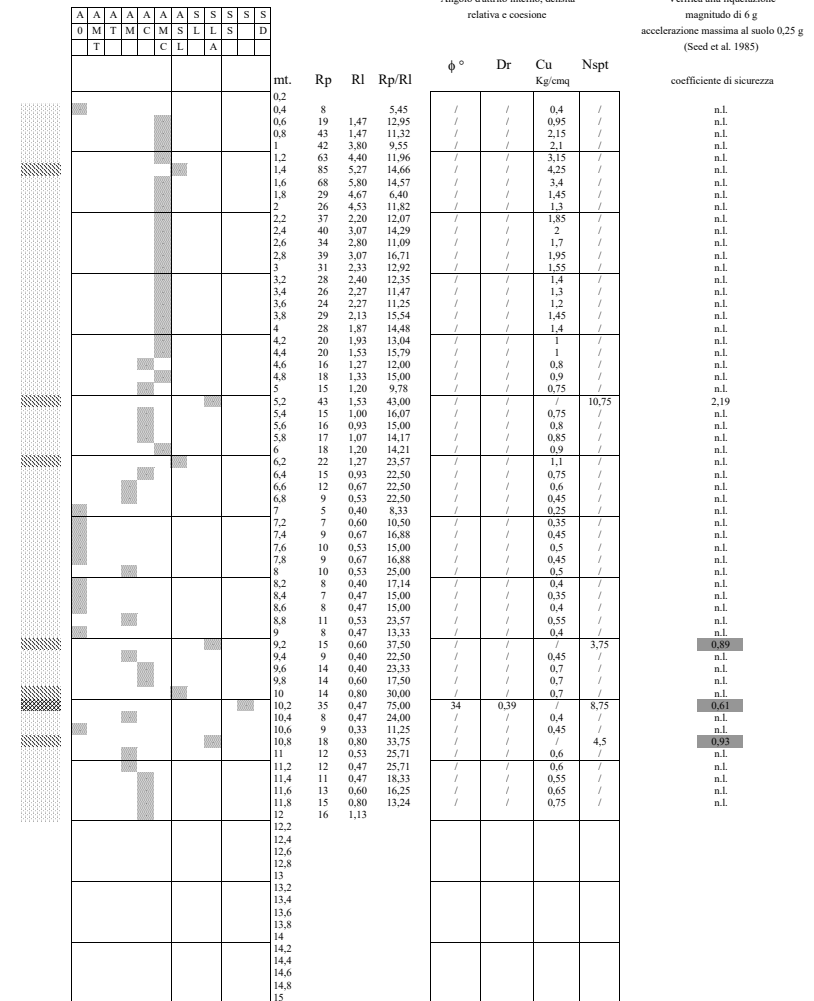 Angolo d'attrito interno, densità
Verifica alla liquefazione
A A A A A A A S S S S S
relativa e coesione
magnitudo di 6 g
0 M T M C M S L L S D
accelerazione massima al suolo 0,25 g
T C L A
(Seed et al. 1985)
ϕ ° Dr Cu Nspt
mt. Rp Rl Rp/Rl Kg/cmq coefficiente di sicurezza
0,2
0,4 8 5,45 / / 0,4 / n.l.
0,6 19 1,47 12,95 / / 0,95 / n.l.
0,8 43 1,47 11,32 / / 2,15 / n.l.
1 42 3,80 9,55 / / 2,1 / n.l.
1,2 63 4,40 11,96 / / 3,15 / n.l.
1,4 85 5,27 14,66 / / 4,25 / n.l.
1,6 68 5,80 14,57 / / 3,4 / n.l.
1,8 29 4,67 6,40 / / 1,45 / n.l.
2 26 4,53 11,82 / / 1,3 / n.l.
2,2 37 2,20 12,07 / / 1,85 / n.l.
2,4 40 3,07 14,29 / / 2 / n.l.
2,6 34 2,80 11,09 / / 1,7 / n.l.
2,8 39 3,07 16,71 / / 1,95 / n.l.
3 31 2,33 12,92 / / 1,55 / n.l.
3,2 28 2,40 12,35 / / 1,4 / n.l.
3,4 26 2,27 11,47 / / 1,3 / n.l.
3,6 24 2,27 11,25 / / 1,2 / n.l.
3,8 29 2,13 15,54 / / 1,45 / n.l.
4 28 1,87 14,48 / / 1,4 / n.l.
4,2 20 1,93 13,04 / / 1 / n.l.
4,4 20 1,53 15,79 / / 1 / n.l.
4,6 16 1,27 12,00 / / 0,8 / n.l.
4,8 18 1,33 15,00 / / 0,9 / n.l.
5 15 1,20 9,78 / / 0,75 / n.l.
5,2 43 1,53 43,00 / / / 10,75 2,19
5,4 15 1,00 16,07 / / 0,75 / n.l.
5,6 16 0,93 15,00 / / 0,8 / n.l.
5,8 17 1,07 14,17 / / 0,85 / n.l.
6 18 1,20 14,21 / / 0,9 / n.l.
6,2 22 1,27 23,57 / / 1,1 / n.l.
6,4 15 0,93 22,50 / / 0,75 / n.l.
6,6 12 0,67 22,50 / / 0,6 / n.l.
6,8 9 0,53 22,50 / / 0,45 / n.l.
7 5 0,40 8,33 / / 0,25 / n.l.
7,2 7 0,60 10,50 / / 0,35 / n.l.
7,4 9 0,67 16,88 / / 0,45 / n.l.
7,6 10 0,53 15,00 / / 0,5 / n.l.
7,8 9 0,67 16,88 / / 0,45 / n.l.
8 10 0,53 25,00 / / 0,5 / n.l.
8,2 8 0,40 17,14 / / 0,4 / n.l.
8,4 7 0,47 15,00 / / 0,35 / n.l.
8,6 8 0,47 15,00 / / 0,4 / n.l.
8,8 11 0,53 23,57 / / 0,55 / n.l.
9 8 0,47 13,33 / / 0,4 / n.l.
9,2 15 0,60 37,50 / / / 3,75 0,89
9,4 9 0,40 22,50 / / 0,45 / n.l.
9,6 14 0,40 23,33 / / 0,7 / n.l.
9,8 14 0,60 17,50 / / 0,7 / n.l.
10 14 0,80 30,00 / / 0,7 / n.l.
10,2 35 0,47 75,00 34 0,39 / 8,75 0,61
10,4 8 0,47 24,00 / / 0,4 / n.l.
10,6 9 0,33 11,25 / / 0,45 / n.l.
10,8 18 0,80 33,75 / / / 4,5 0,93
11 12 0,53 25,71 / / 0,6 / n.l.
11,2 12 0,47 25,71 / / 0,6 / n.l.
11,4 11 0,47 18,33 / / 0,55 / n.l.
11,6 13 0,60 16,25 / / 0,65 / n.l.
11,8 15 0,80 13,24 / / 0,75 / n.l.
12 16 1,13
12,2
12,4
12,6
12,8
13
13,2
13,4
13,6
13,8
14
14,2
14,4
14,6
14,8
15